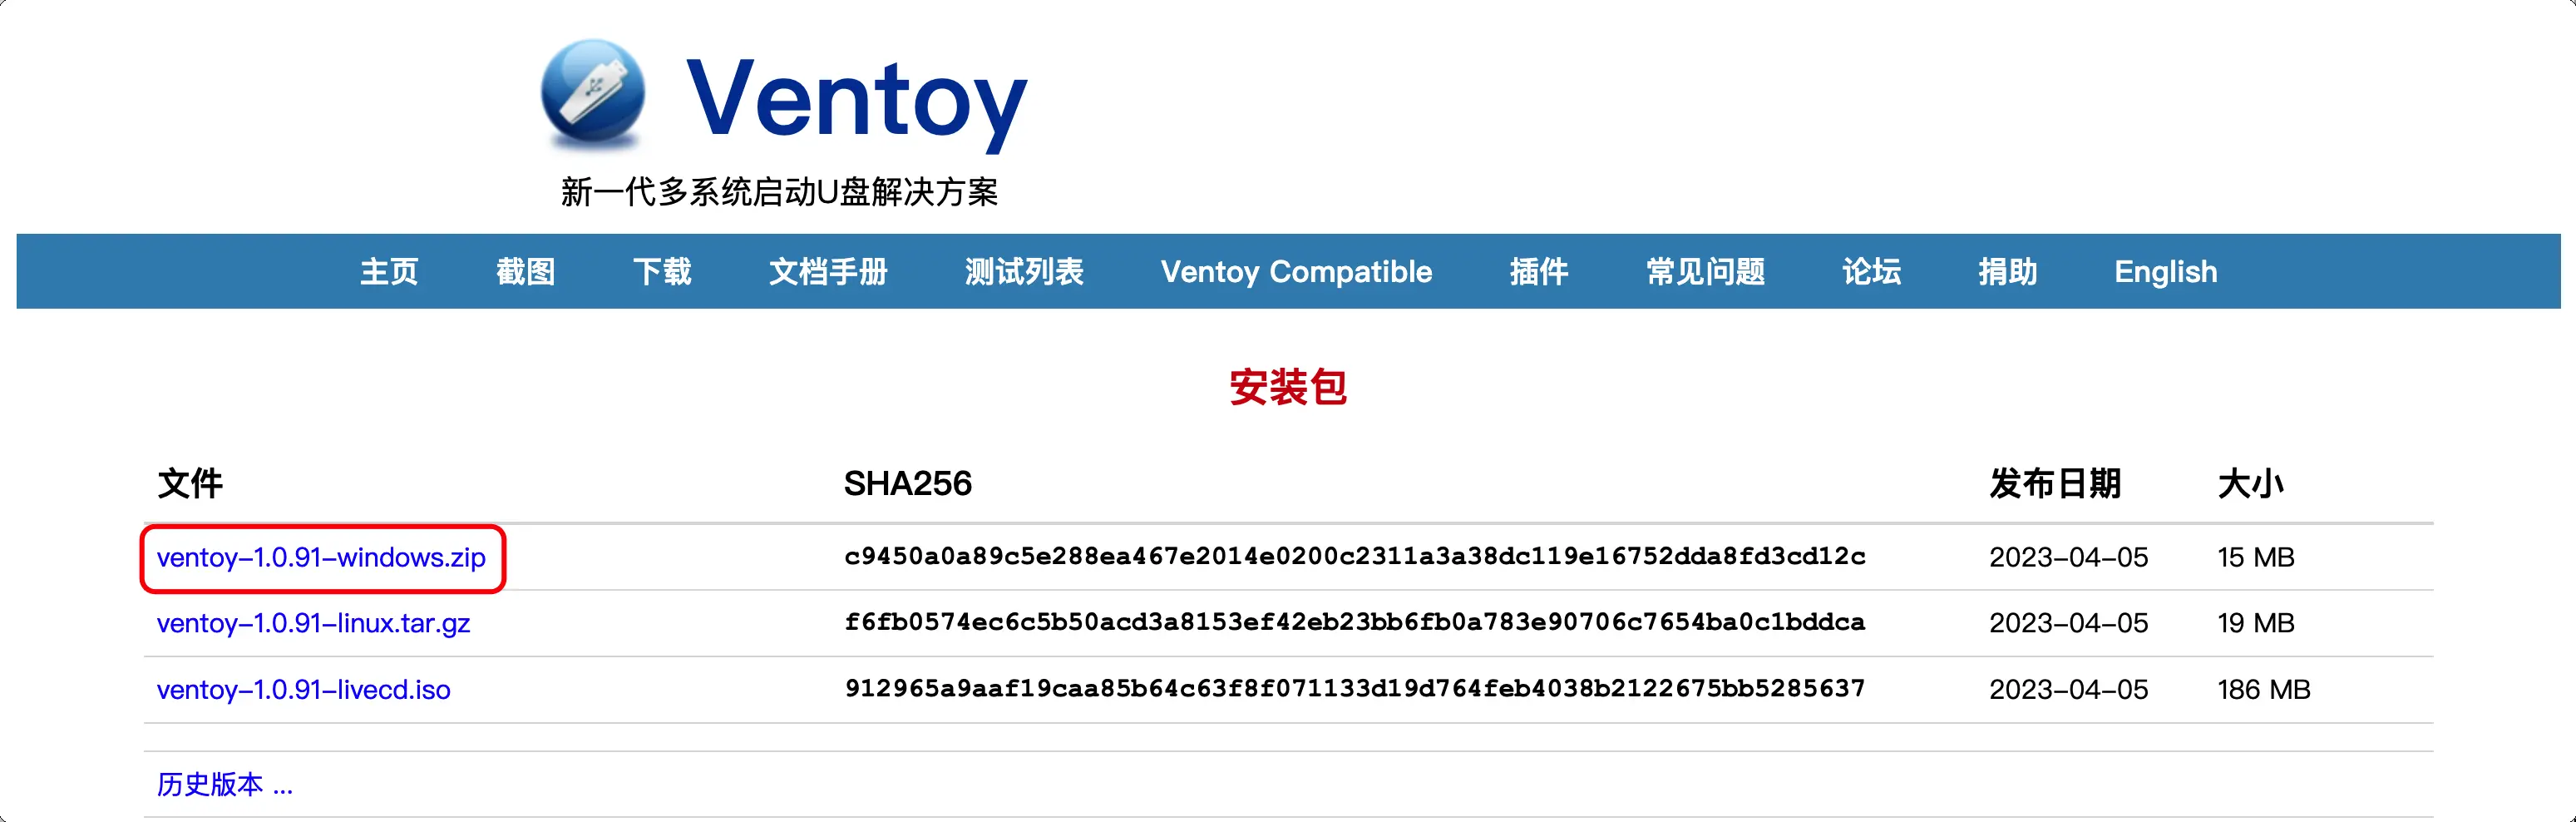 Ventoy
新一代多系统启动U盘解决方案
主页 截图 下载 文档手册 测试列表 Ventoy Compatible 插件 常见问题 论坛 捐助 English
安装包
文件 SHA256 发布日期 大小
ventoy-1.0.91-windows.zip c9450a0a89c5e288ea467e2014e0200c2311a3a38dc119e16752dda8fd3cd12c 2023-04-05 15 MB
ventoy-1.0.91-linux.tar.gz f6fb0574ec6c5b50acd3a8153ef42eb23bb6fb0a783e90706c7654ba0c1bddca 2023-04-05 19 MB
ventoy-1.0.91-livecd.iso 912965a9aaf19caa85b64c63f8f071133d19d764feb4038b2122675bb5285637 2023-04-05 186 MB
历史版本 ...